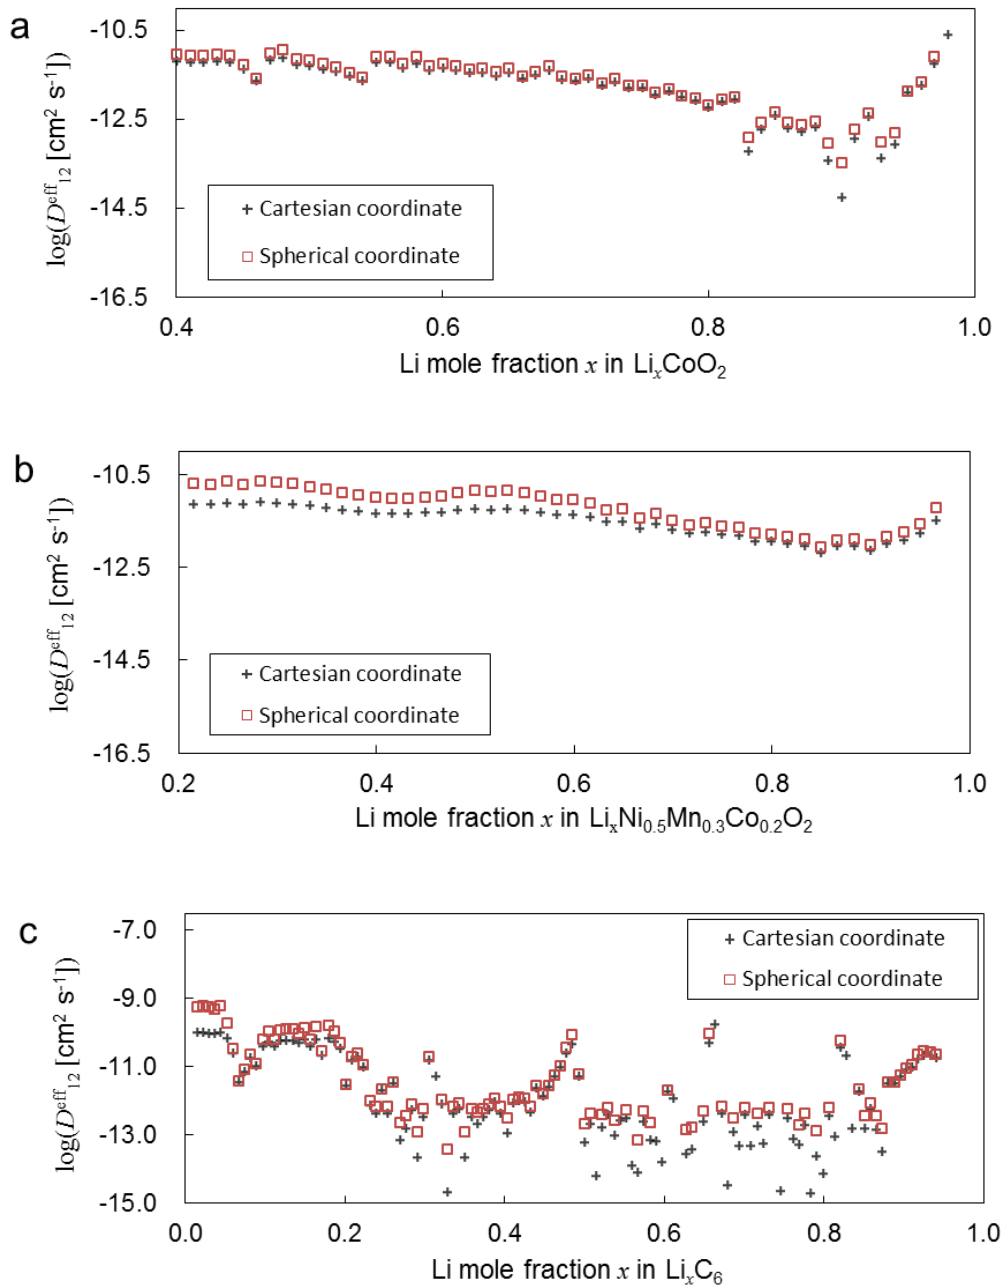 a
log(D^eff_12 [cm² s⁻¹])
-10.5
-12.5
-14.5
-16.5
Cartesian coordinate
Spherical coordinate
0.4 0.6 0.8 1.0
Li mole fraction x in LiₓCoO₂
b
log(D^eff_12 [cm² s⁻¹])
-10.5
-12.5
-14.5
-16.5
Cartesian coordinate
Spherical coordinate
0.2 0.4 0.6 0.8 1.0
Li mole fraction x in LiₓNi₀.₅Mn₀.₃Co₀.₂O₂
c
log(D^eff_12 [cm² s⁻¹])
-7.0
-9.0
-11.0
-13.0
-15.0
Cartesian coordinate
Spherical coordinate
0.0 0.2 0.4 0.6 0.8 1.0
Li mole fraction x in LiₓC₆